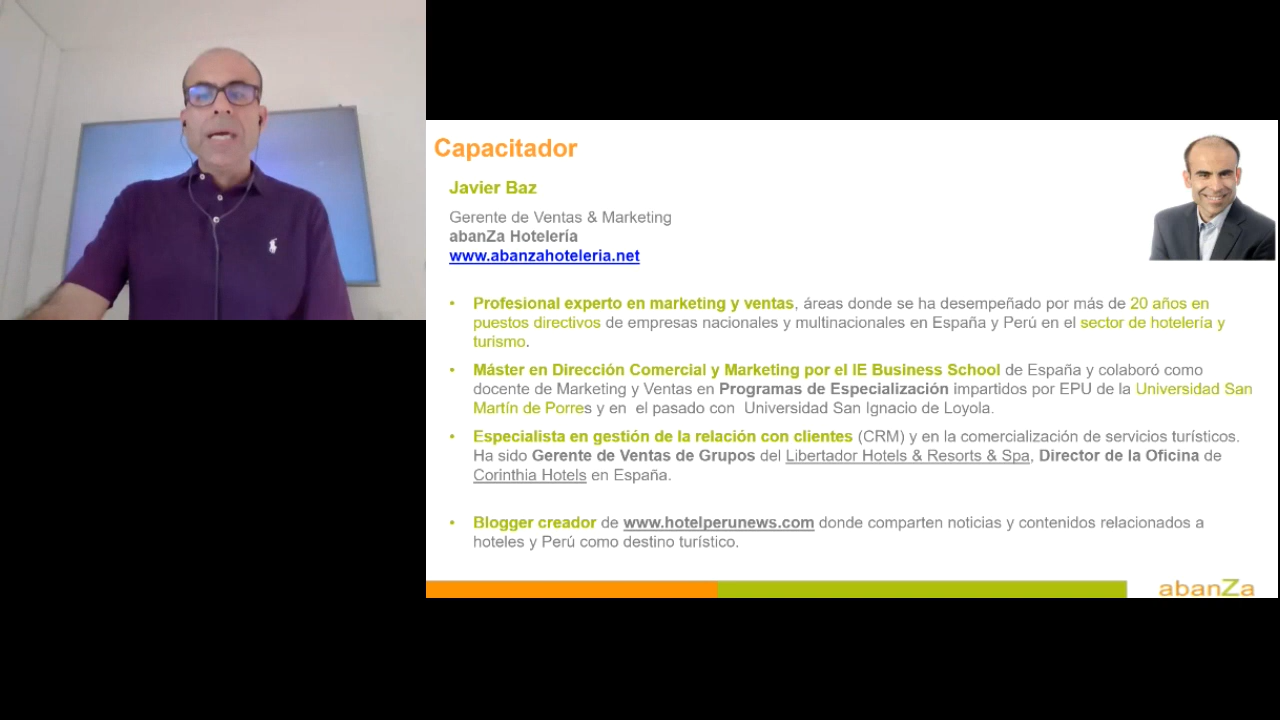 Capacitador
Javier Baz
Gerente de Ventas & Marketing
abanZa Hotelería
www.abanzahoteleria.net
• Profesional experto en marketing y ventas, áreas donde se ha desempeñado por más de 20 años en
puestos directivos de empresas nacionales y multinacionales en España y Perú en el sector de hotelería y
turismo.
• Máster en Dirección Comercial y Marketing por el IE Business School de España y colaboró como
docente de Marketing y Ventas en Programas de Especialización impartidos por EPU de la Universidad San
Martín de Porres y en el pasado con Universidad San Ignacio de Loyola.
• Especialista en gestión de la relación con clientes (CRM) y en la comercialización de servicios turísticos.
Ha sido Gerente de Ventas de Grupos del Libertador Hotels & Resorts & Spa, Director de la Oficina de
Corinthia Hotels en España.
• Blogger creador de www.hotelperunews.com donde comparten noticias y contenidos relacionados a
hoteles y Perú como destino turístico.
abanZa